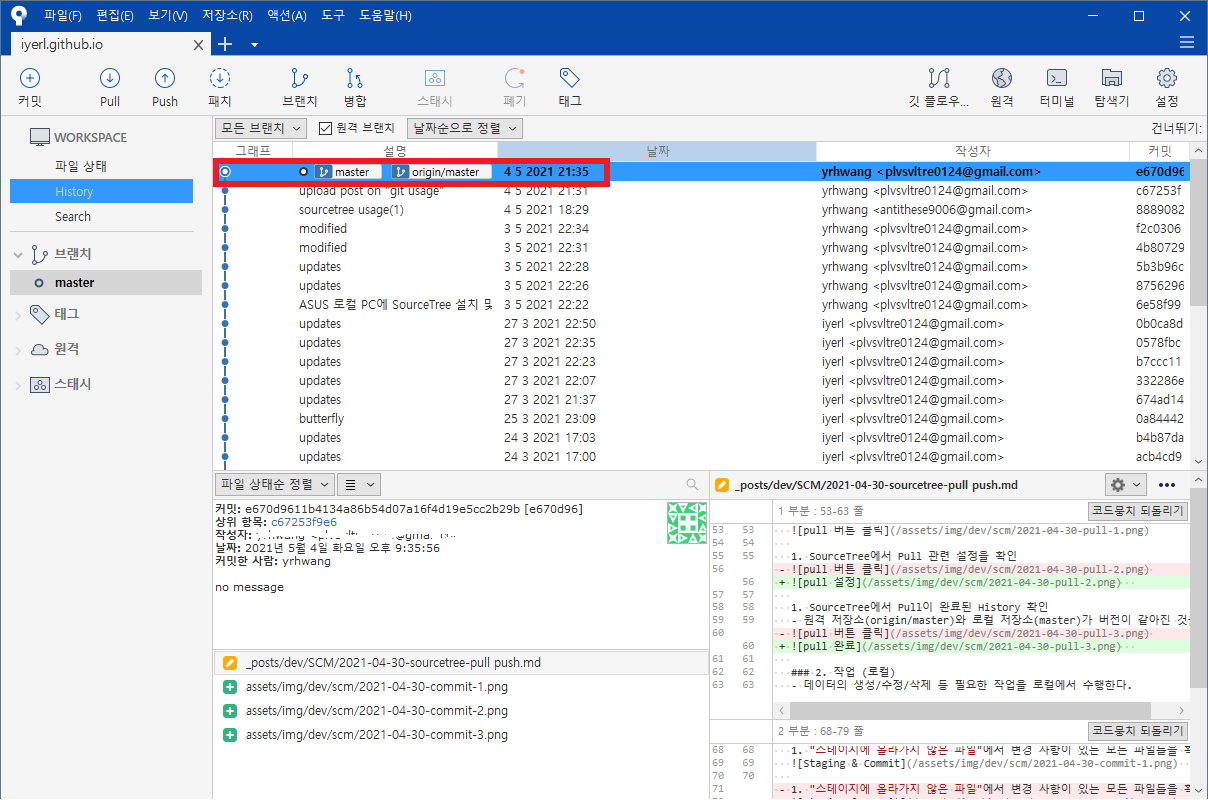 파일(F) 편집(E) 보기(V) 저장소(R) 액션(A) 도구 도움말(H)
iyerl.github.io
커밋 Pull Push 패치 브랜치 병합 스태시 폐기 태그 깃 플로우... 원격 터미널 탐색기 설정
WORKSPACE
파일 상태
History
Search
브랜치
master
태그
원격
스태시
모든 브랜치 원격 브랜치 날짜순으로 정렬 건너뛰기:
그래프 설명 날짜 작성자 커밋
master origin/master 4 5 2021 21:35 yrhwang <plvsvltre0124@gmail.com> e670d96
upload post on "git usage" 4 5 2021 21:31 yrhwang <plvsvltre0124@gmail.com> c67253f
sourcetree usage(1) 4 5 2021 18:29 yrhwang <antithese9006@gmail.com> 8889082
modified 3 5 2021 22:34 yrhwang <plvsvltre0124@gmail.com> f2c0306
modified 3 5 2021 22:31 yrhwang <plvsvltre0124@gmail.com> 4b80729
updates 3 5 2021 22:28 yrhwang <plvsvltre0124@gmail.com> 5b3b96c
updates 3 5 2021 22:26 yrhwang <plvsvltre0124@gmail.com> 8756296
ASUS 로컬 PC에 SourceTree 설치 및 3 5 2021 22:22 yrhwang <plvsvltre0124@gmail.com> 6e58f99
updates 27 3 2021 22:50 iyerl <plvsvltre0124@gmail.com> 0b0ca8d
updates 27 3 2021 22:35 iyerl <plvsvltre0124@gmail.com> 0578fbc
updates 27 3 2021 22:23 iyerl <plvsvltre0124@gmail.com> b7ccc11
updates 27 3 2021 22:07 iyerl <plvsvltre0124@gmail.com> 332286e
updates 27 3 2021 21:37 iyerl <plvsvltre0124@gmail.com> 674ad14
butterfly 25 3 2021 23:09 iyerl <plvsvltre0124@gmail.com> 0a84442
updates 24 3 2021 17:03 iyerl <plvsvltre0124@gmail.com> b4b87da
updates 24 3 2021 17:00 iyerl <plvsvltre0124@gmail.com> acb4cd9
파일 상태순 정렬
커밋: e670d9611b4134a86b54d07a16f4d19e5cc2b29b [e670d96]
상위 항목: c67253f9e6
작성자:
날짜: 2021년 5월 4일 화요일 오후 9:35:56
커밋한 사람: yrhwang
no message
_posts/dev/SCM/2021-04-30-sourcetree-pull push.md
assets/img/dev/scm/2021-04-30-commit-1.png
assets/img/dev/scm/2021-04-30-commit-2.png
assets/img/dev/scm/2021-04-30-commit-3.png
_posts/dev/SCM/2021-04-30-sourcetree-pull push.md
1 부분 : 53-63 줄 코드뭉치 되돌리기
53 53 ![pull 버튼 클릭](/assets/img/dev/scm/2021-04-30-pull-1.png)
54 54
55 55 1. SourceTree에서 Pull 관련 설정을 확인
56 - ![pull 버튼 클릭](/assets/img/dev/scm/2021-04-30-pull-2.png)
56 + ![pull 설정](/assets/img/dev/scm/2021-04-30-pull-2.png)
57 57
58 58 1. SourceTree에서 Pull이 완료된 History 확인
59 59 - 원격 저장소(origin/master)와 로컬 저장소(master)가 버전이 같아진 것
60 - ![pull 버튼 클릭](/assets/img/dev/scm/2021-04-30-pull-3.png)
60 + ![pull 완료](/assets/img/dev/scm/2021-04-30-pull-3.png)
61 61
62 62 ### 2. 작업 (로컬)
63 63 - 데이터의 생성/수정/삭제 등 필요한 작업을 로컬에서 수행한다.
2 부분 : 68-79 줄 코드뭉치 되돌리기
68 68 1. "스테이지에 올라가지 않은 파일"에서 변경 사항이 있는 모든 파일들을
69 69 ![Staging & Commit](/assets/img/dev/scm/2021-04-30-commit-1.png)
70 70
71 - 1. "스테이지에 올라가지 않은 파일"에서 변경 사항이 있는 모든 파일들을